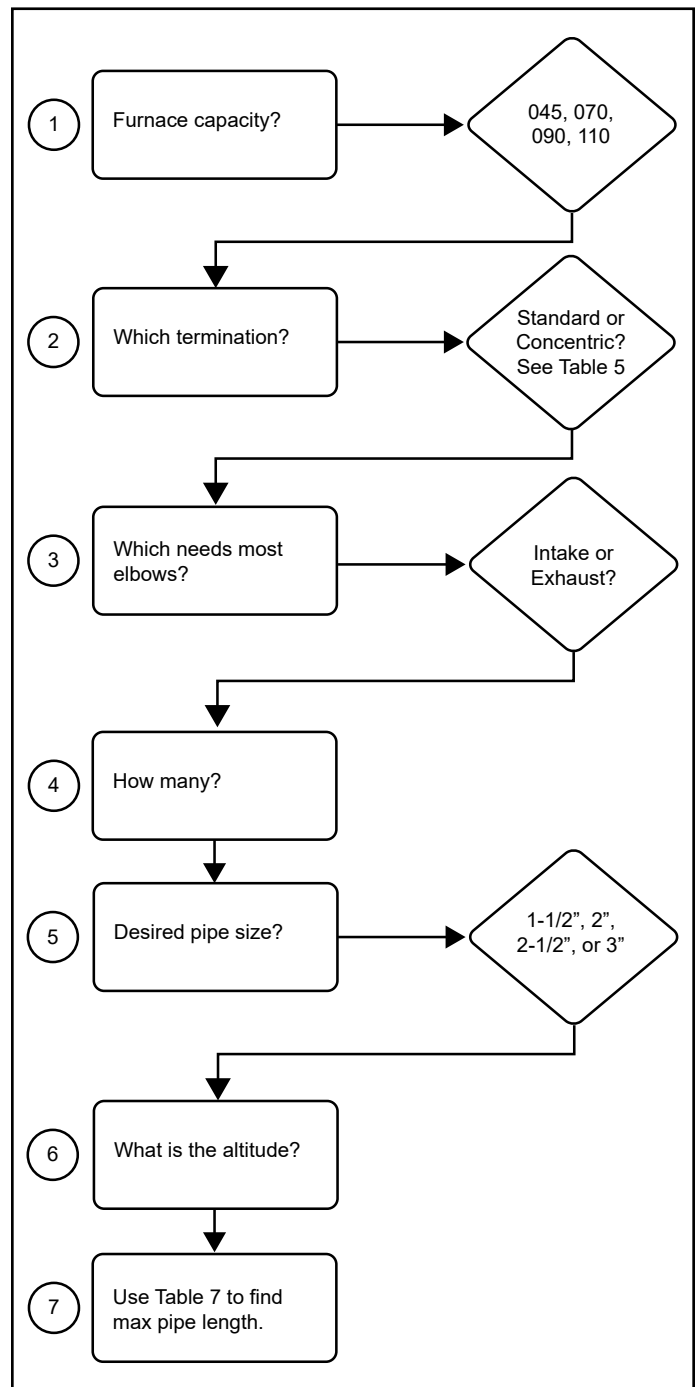 1
Furnace capacity?
045, 070,
090, 110
2
Which termination?
Standard or
Concentric?
See Table 5
3
Which needs most
elbows?
Intake or
Exhaust?
4
How many?
5
Desired pipe size?
1-1/2”, 2”,
2-1/2”, or 3”
6
What is the altitude?
7
Use Table 7 to find
max pipe length.